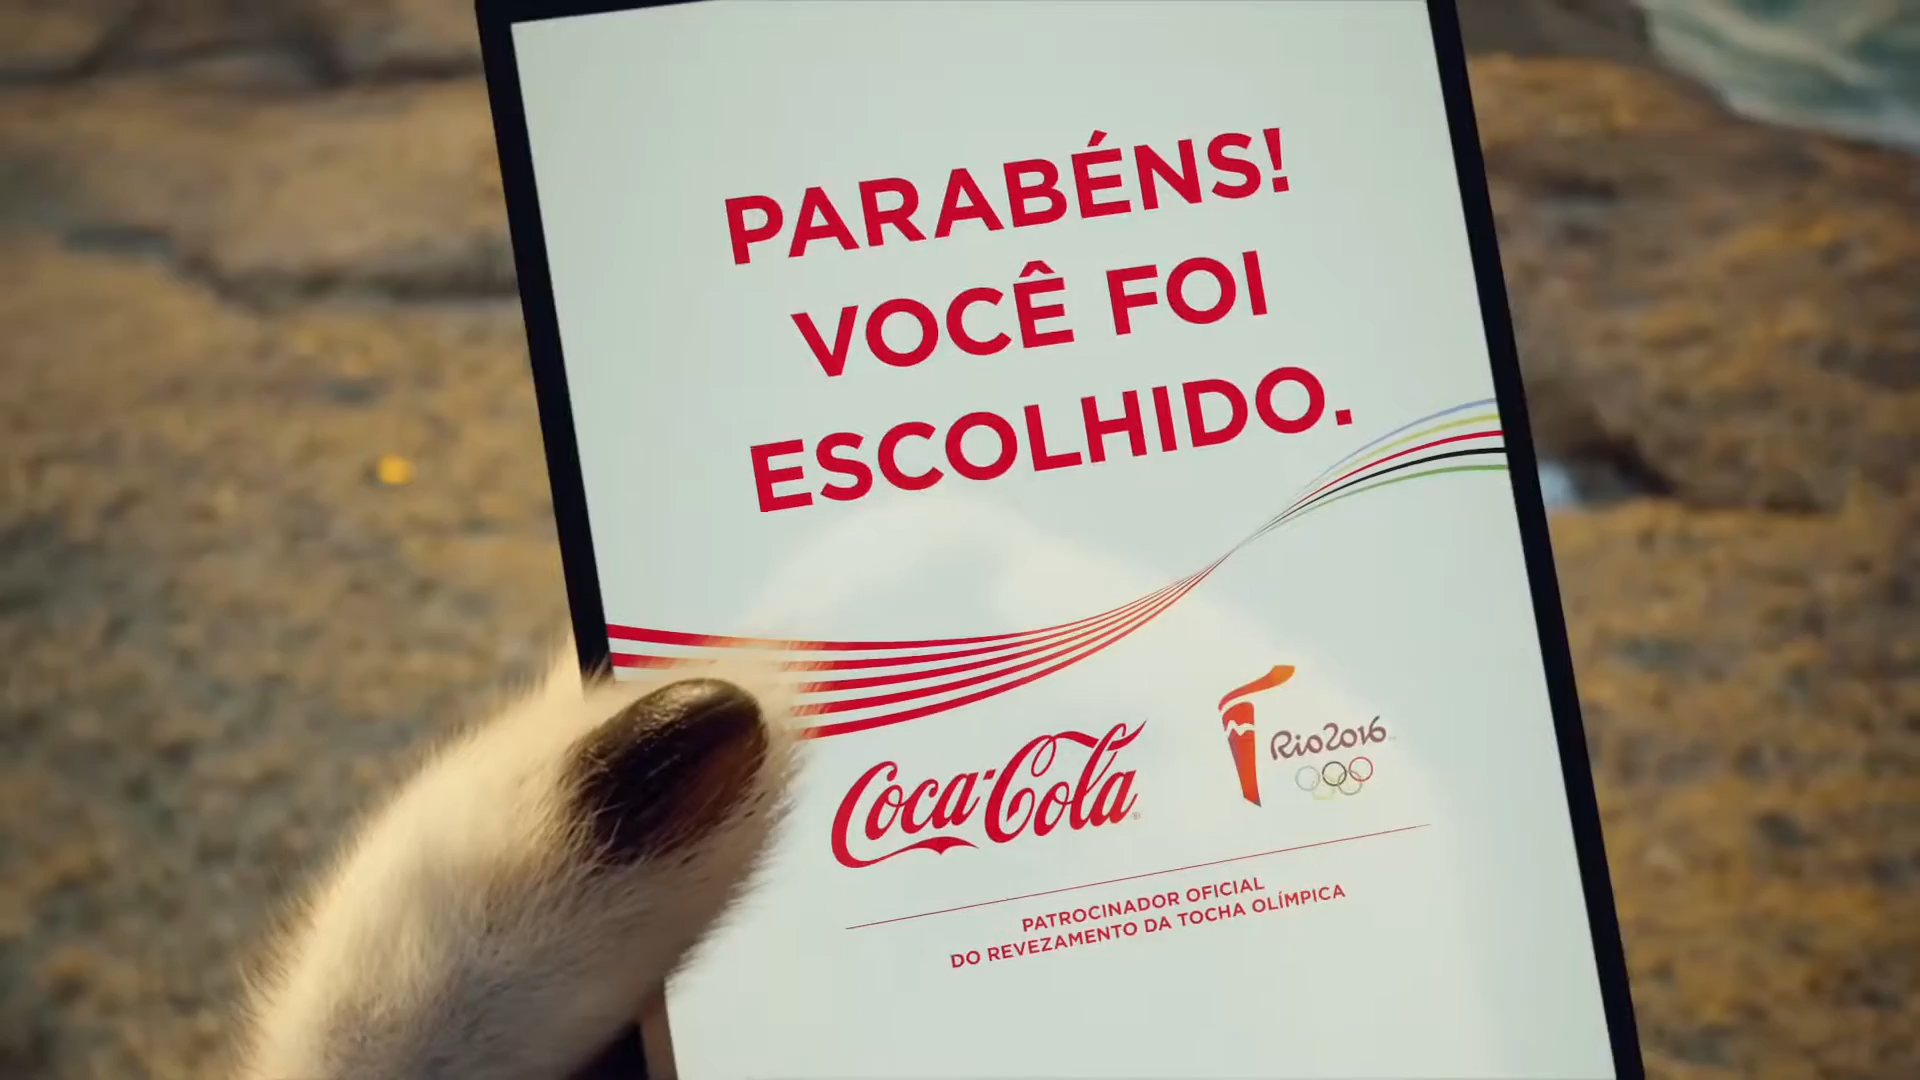 PARABÉNS!
VOCÊ FOI
ESCOLHIDO.
Coca-Cola
Rio2016
PATROCINADOR OFICIAL
DO REVEZAMENTO DA TOCHA OLÍMPICA